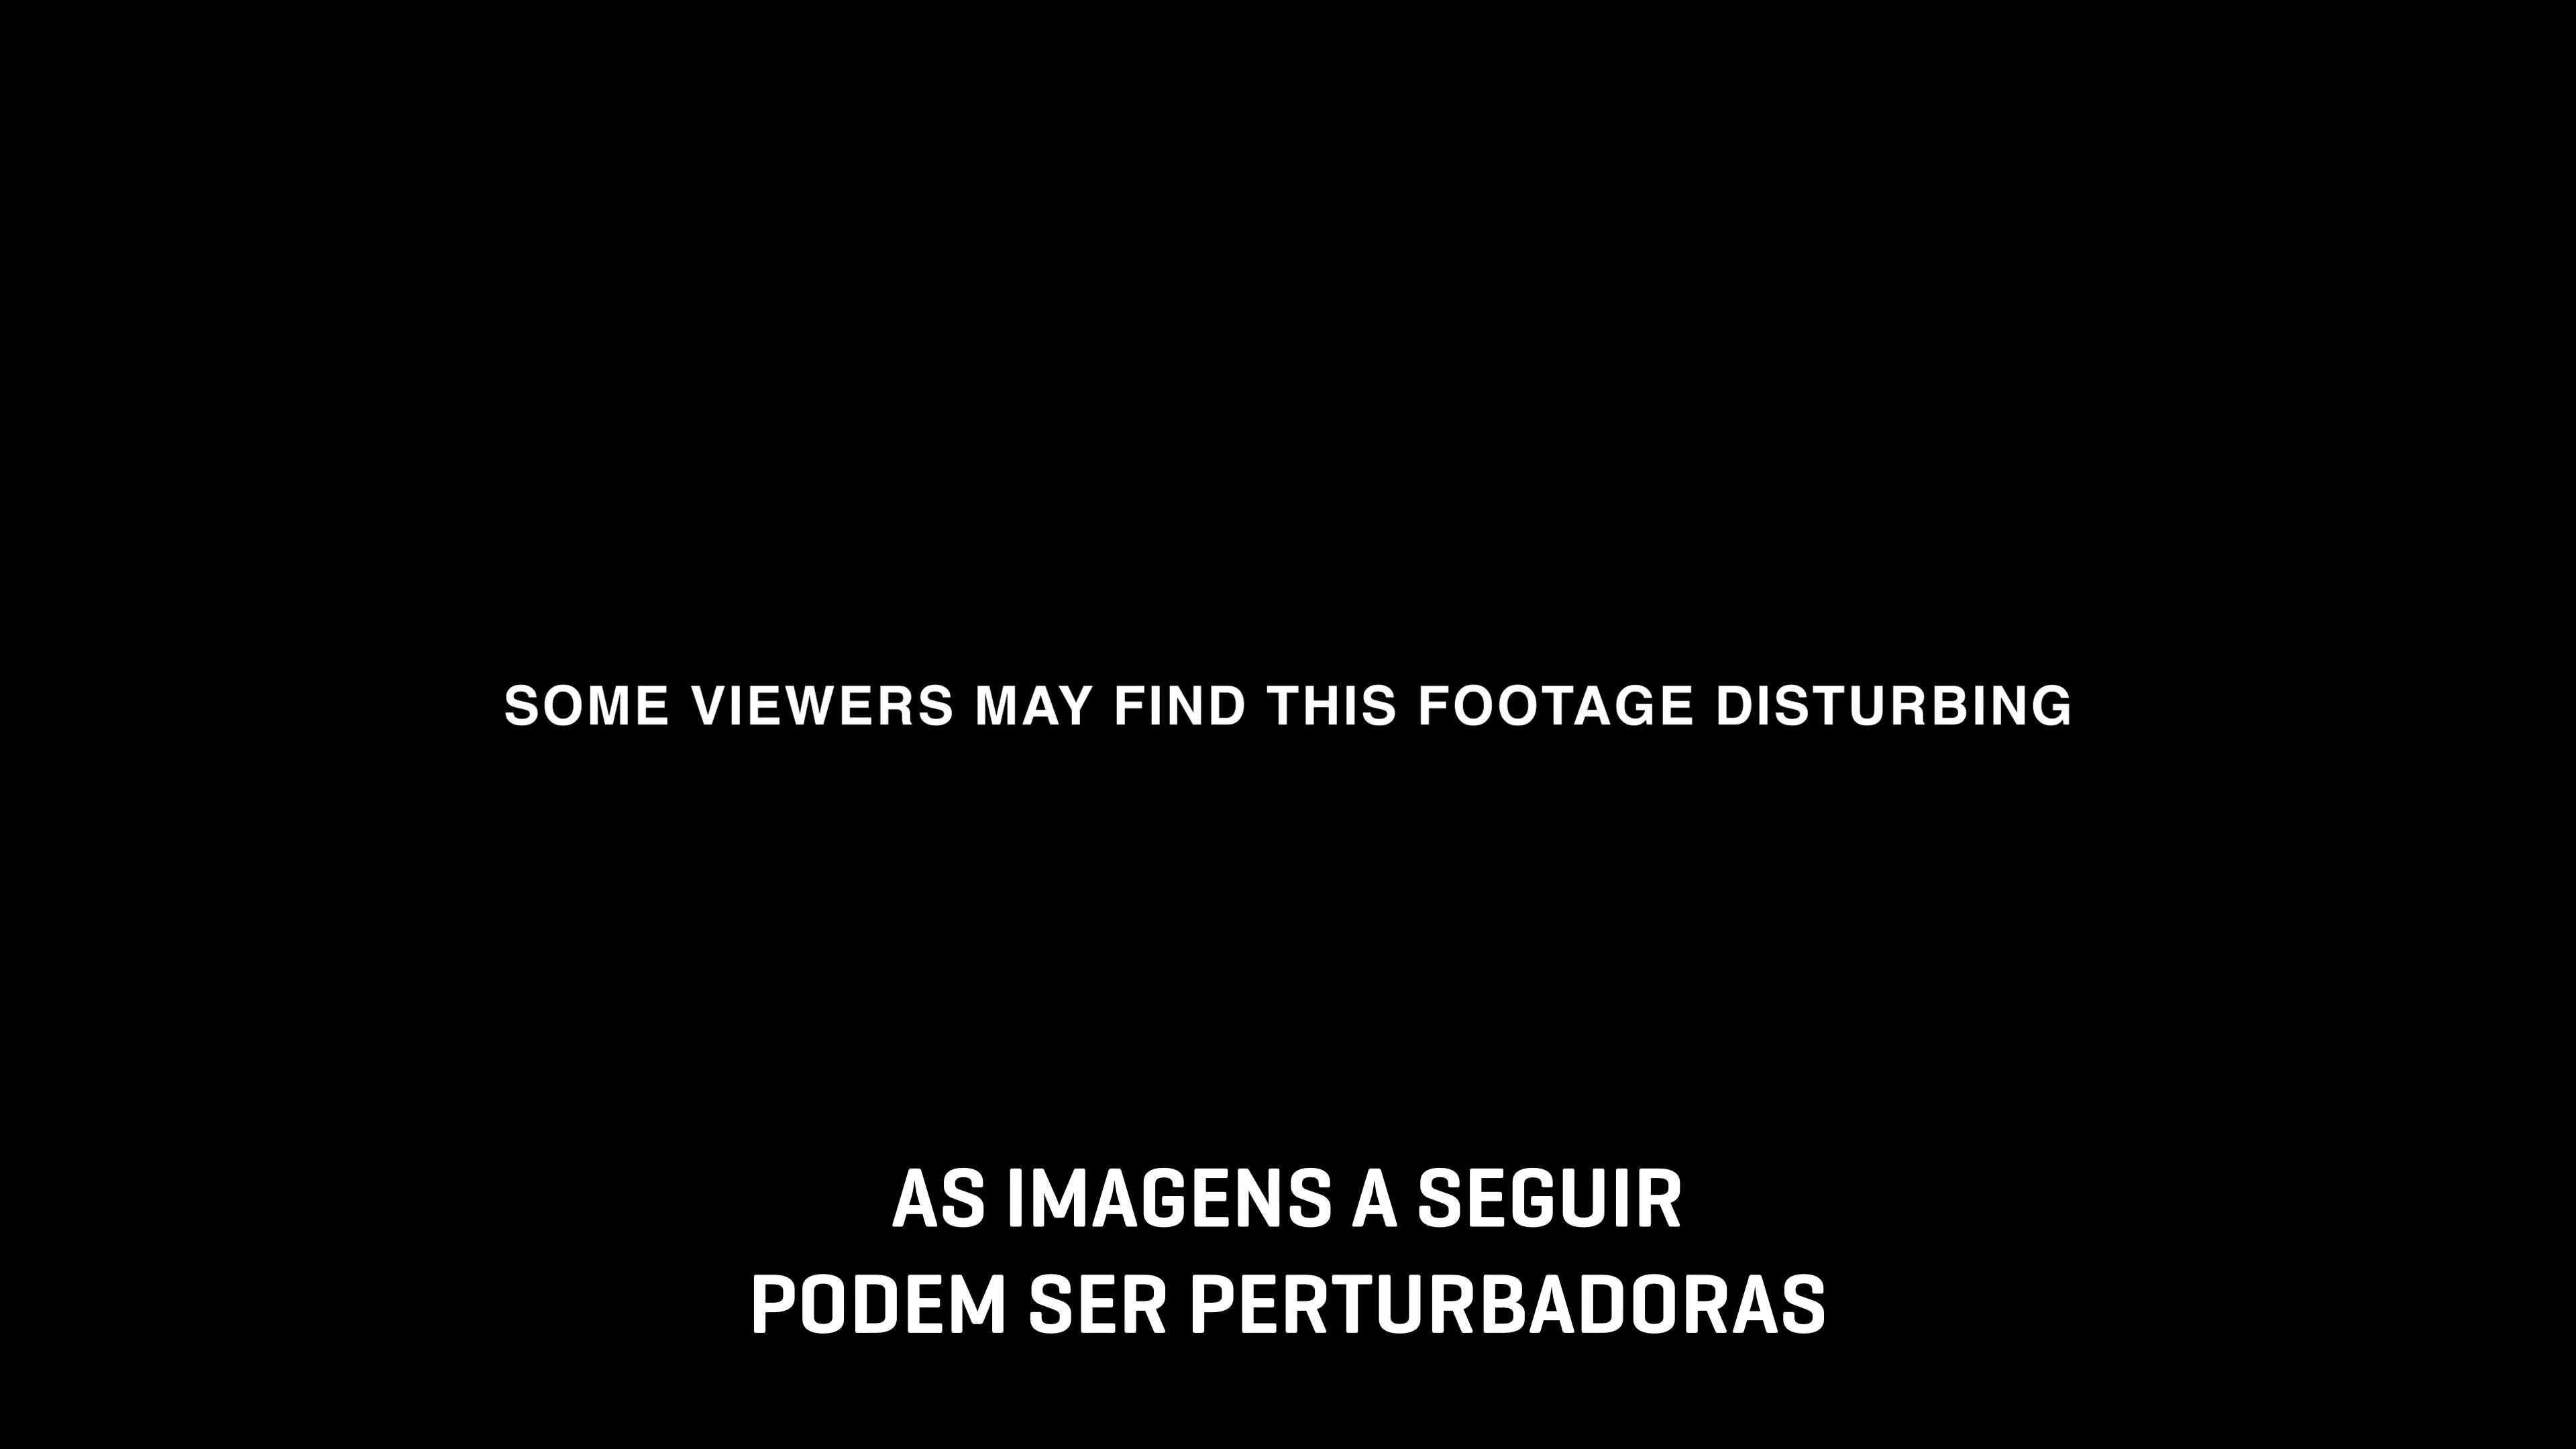 SOME VIEWERS MAY FIND THIS FOOTAGE DISTURBING
AS IMAGENS A SEGUIR
PODEM SER PERTURBADORAS